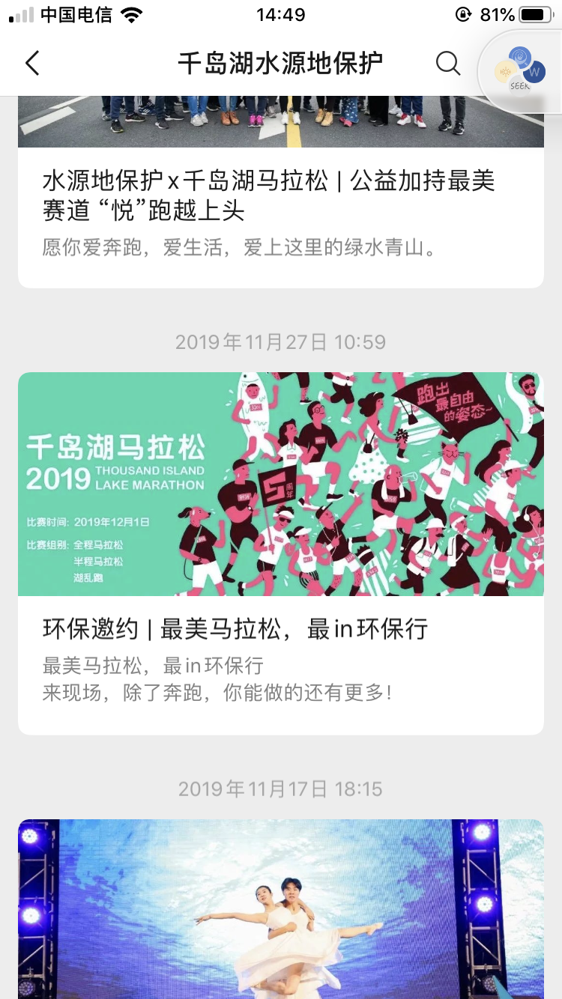 中国电信
14:49
81%
千岛湖水源地保护
W
SEEK
水源地保护x千岛湖马拉松 | 公益加持最美
赛道 “悦”跑越上头
愿你爱奔跑，爱生活，爱上这里的绿水青山。
2019年11月27日 10:59
跑出
最自由
的姿态~
千岛湖马拉松
2019 THOUSAND ISLAND
LAKE MARATHON
5周年
比赛时间: 2019年12月1日
比赛组别: 全程马拉松
半程马拉松
湖乱跑
环保邀约 | 最美马拉松，最in环保行
最美马拉松，最in环保行
来现场，除了奔跑，你能做的还有更多！
2019年11月17日 18:15